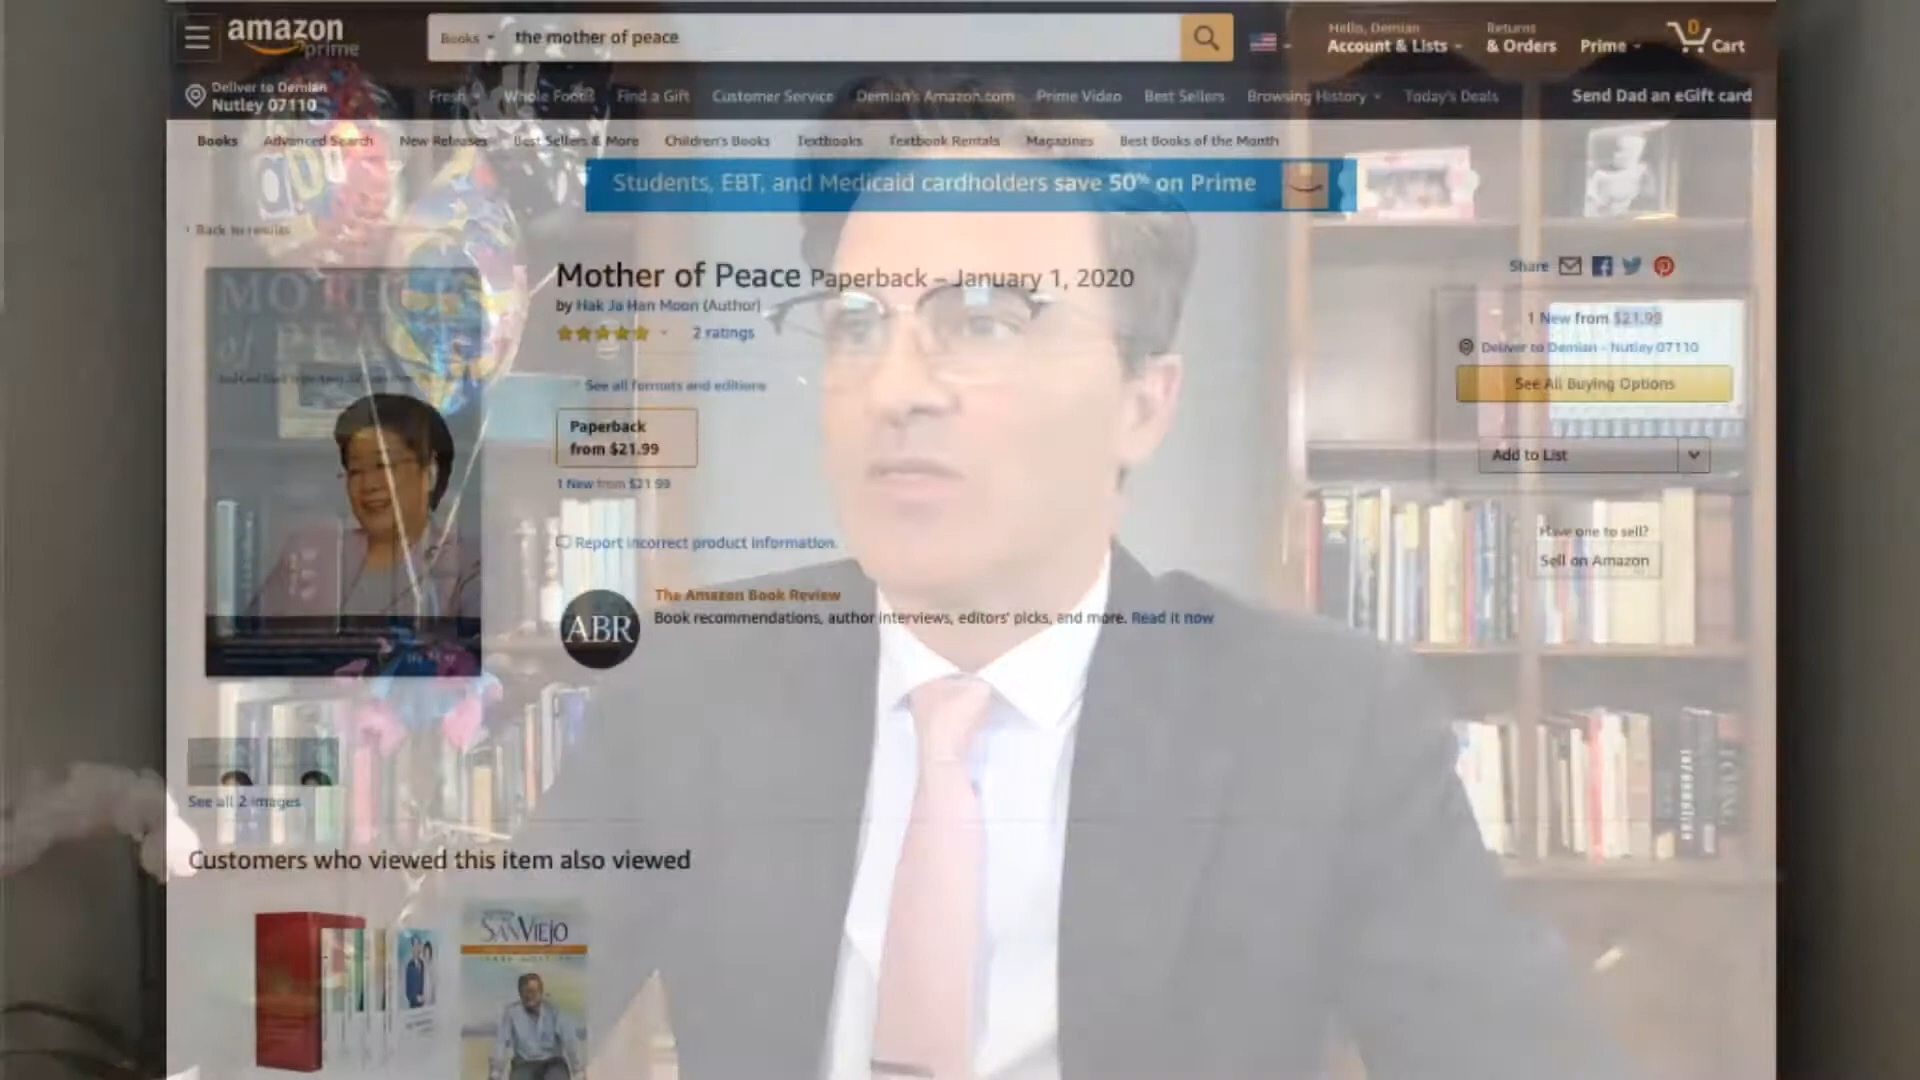 amazon
prime
Books
the mother of peace
Hello, Demian
Account & Lists
Returns
& Orders
Prime
0
Cart
Deliver to Demian
Nutley 07110
Fresh
Whole Foods
Find a Gift
Customer Service
Demian's Amazon.com
Prime Video
Best Sellers
Browsing History
Today's Deals
Send Dad an eGift card
Books
Advanced Search
New Releases
Best Sellers & More
Children's Books
Textbooks
Textbook Rentals
Magazines
Best Books of the Month
Students, EBT, and Medicaid cardholders save 50% on Prime
‹ Back to results
MOTHER
of PEACE
Mother of Peace Paperback – January 1, 2020
by Hak Ja Han Moon (Author)
2 ratings
See all formats and editions
Paperback
from $21.99
1 New from $21.99
Report incorrect product information.
ABR
The Amazon Book Review
Book recommendations, author interviews, editors' picks, and more. Read it now
Share
1 New from $21.99
Deliver to Demian - Nutley 07110
See All Buying Options
Add to List
Have one to sell?
Sell on Amazon
See all 2 images
Customers who viewed this item also viewed
SANVIEJO